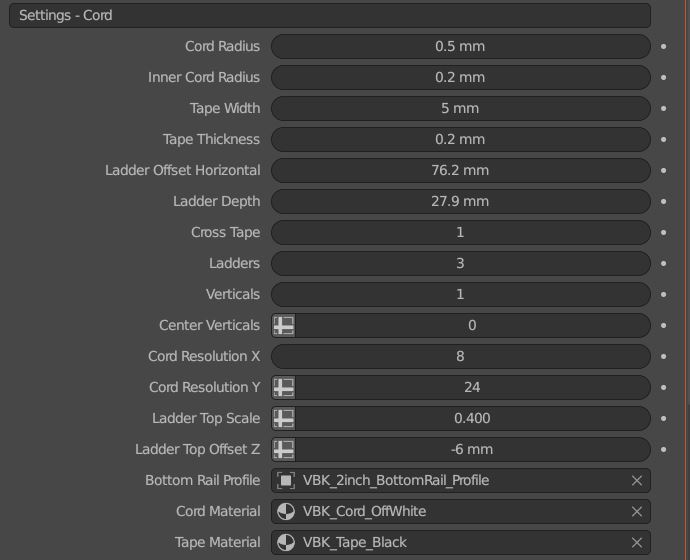 Settings - Cord
Cord Radius 0.5 mm
Inner Cord Radius 0.2 mm
Tape Width 5 mm
Tape Thickness 0.2 mm
Ladder Offset Horizontal 76.2 mm
Ladder Depth 27.9 mm
Cross Tape 1
Ladders 3
Verticals 1
Center Verticals 0
Cord Resolution X 8
Cord Resolution Y 24
Ladder Top Scale 0.400
Ladder Top Offset Z -6 mm
Bottom Rail Profile VBK_2inch_BottomRail_Profile
Cord Material VBK_Cord_OffWhite
Tape Material VBK_Tape_Black